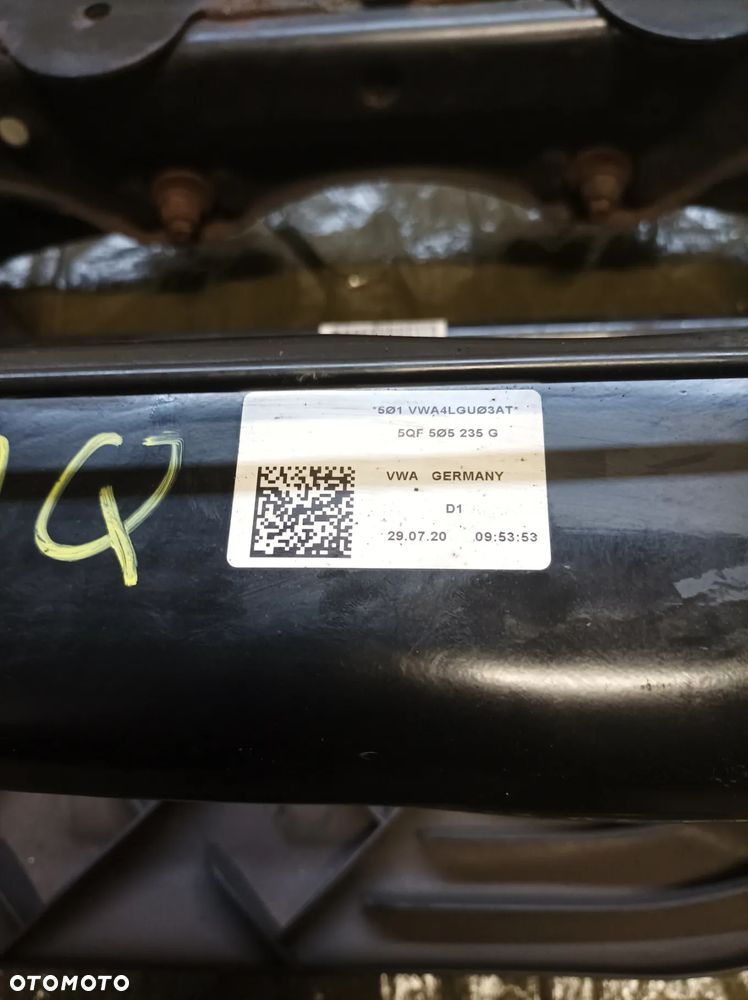 *5Ø1 VWA4LGUØ3AT*
5QF 5Ø5 235 G
VWA GERMANY
D1
29.07.20 09:53:53
Q
OTOMOTO